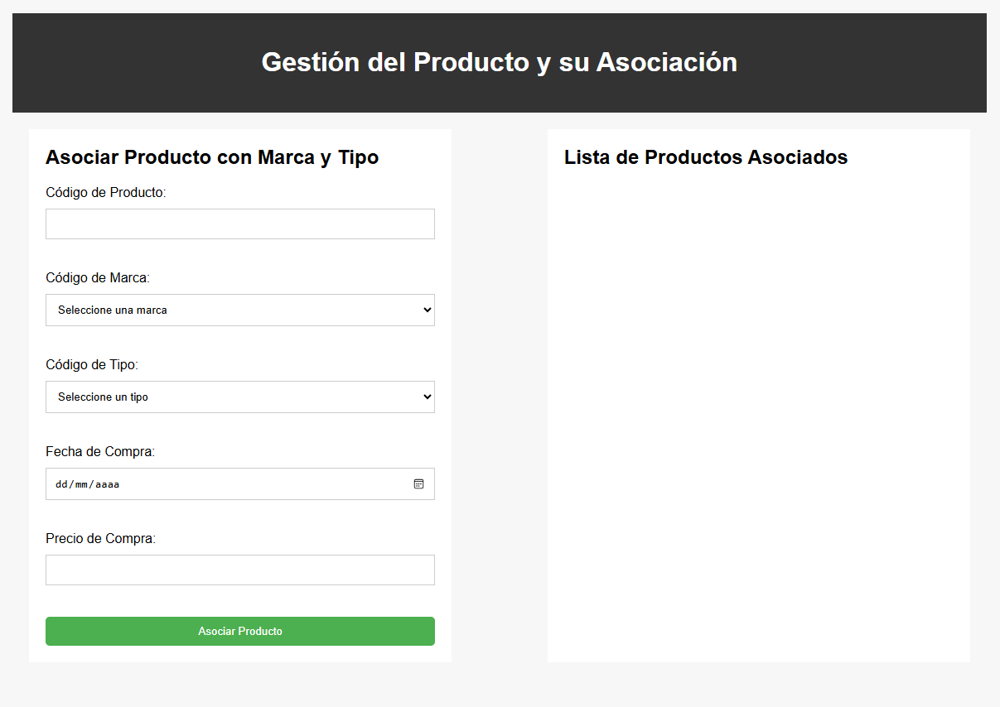 Gestión del Producto y su Asociación
Asociar Producto con Marca y Tipo
Código de Producto:
Código de Marca:
Seleccione una marca
Código de Tipo:
Seleccione un tipo
Fecha de Compra:
dd/mm/aaaa
Precio de Compra:
Asociar Producto
Lista de Productos Asociados